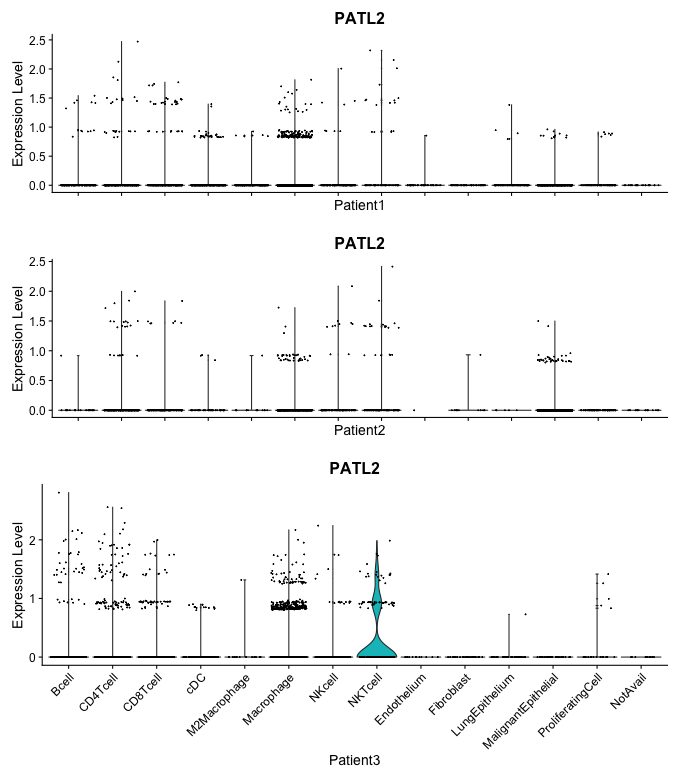 PATL2
Expression Level
2.5
2.0
1.5
1.0
0.5
0.0
Patient1
PATL2
Expression Level
2.5
2.0
1.5
1.0
0.5
0.0
Patient2
PATL2
Expression Level
2
1
0
Bcell
CD4Tcell
CD8Tcell
cDC
M2Macrophage
Macrophage
NKcell
NKTcell
Endothelium
Fibroblast
LungEpithelium
MalignantEpithelial
ProliferatingCell
NotAvail
Patient3